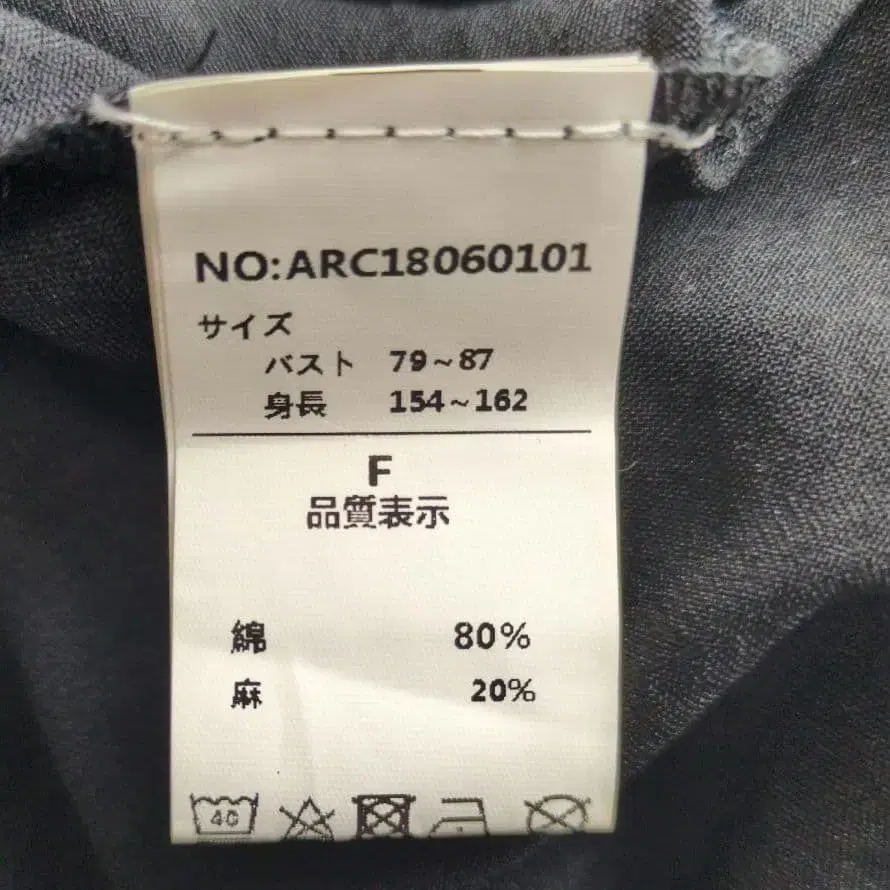 NO:ARC18060101
サイズ
バスト 79~87
身長 154~162
F
品質表示
綿 80%
麻 20%
40